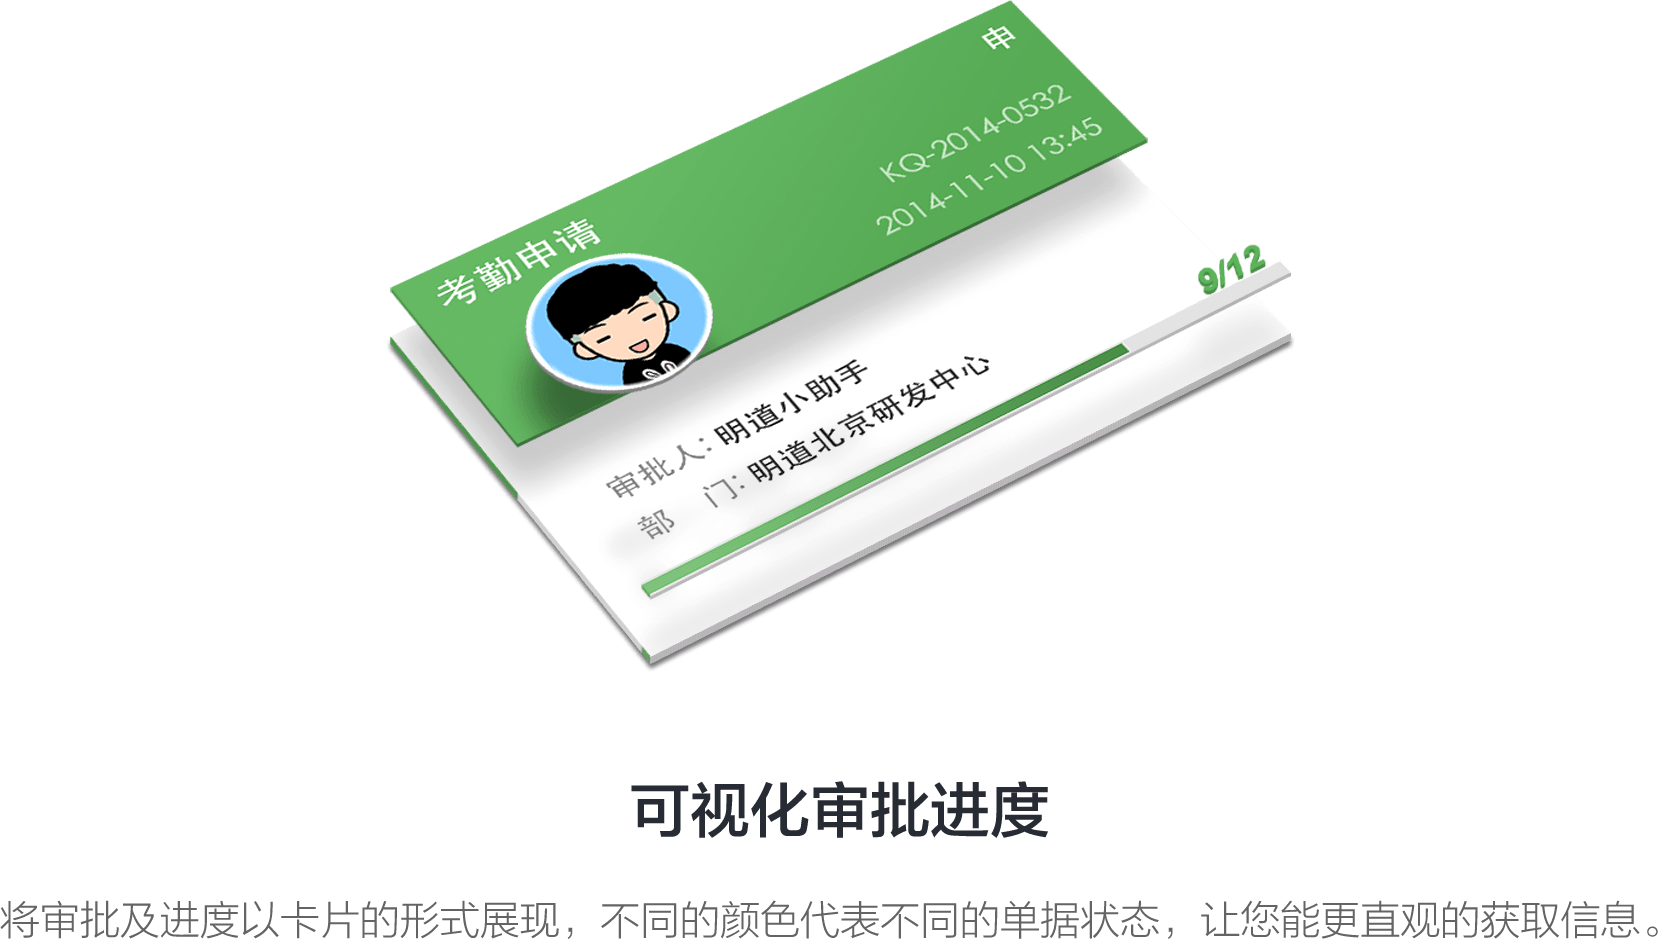 申
KQ-2014-0532
2014-11-10 13:45
考勤申请
9/12
审批人: 明道小助手
部 门: 明道北京研发中心
可视化审批进度
将审批及进度以卡片的形式展现，不同的颜色代表不同的单据状态，让您能更直观的获取信息。